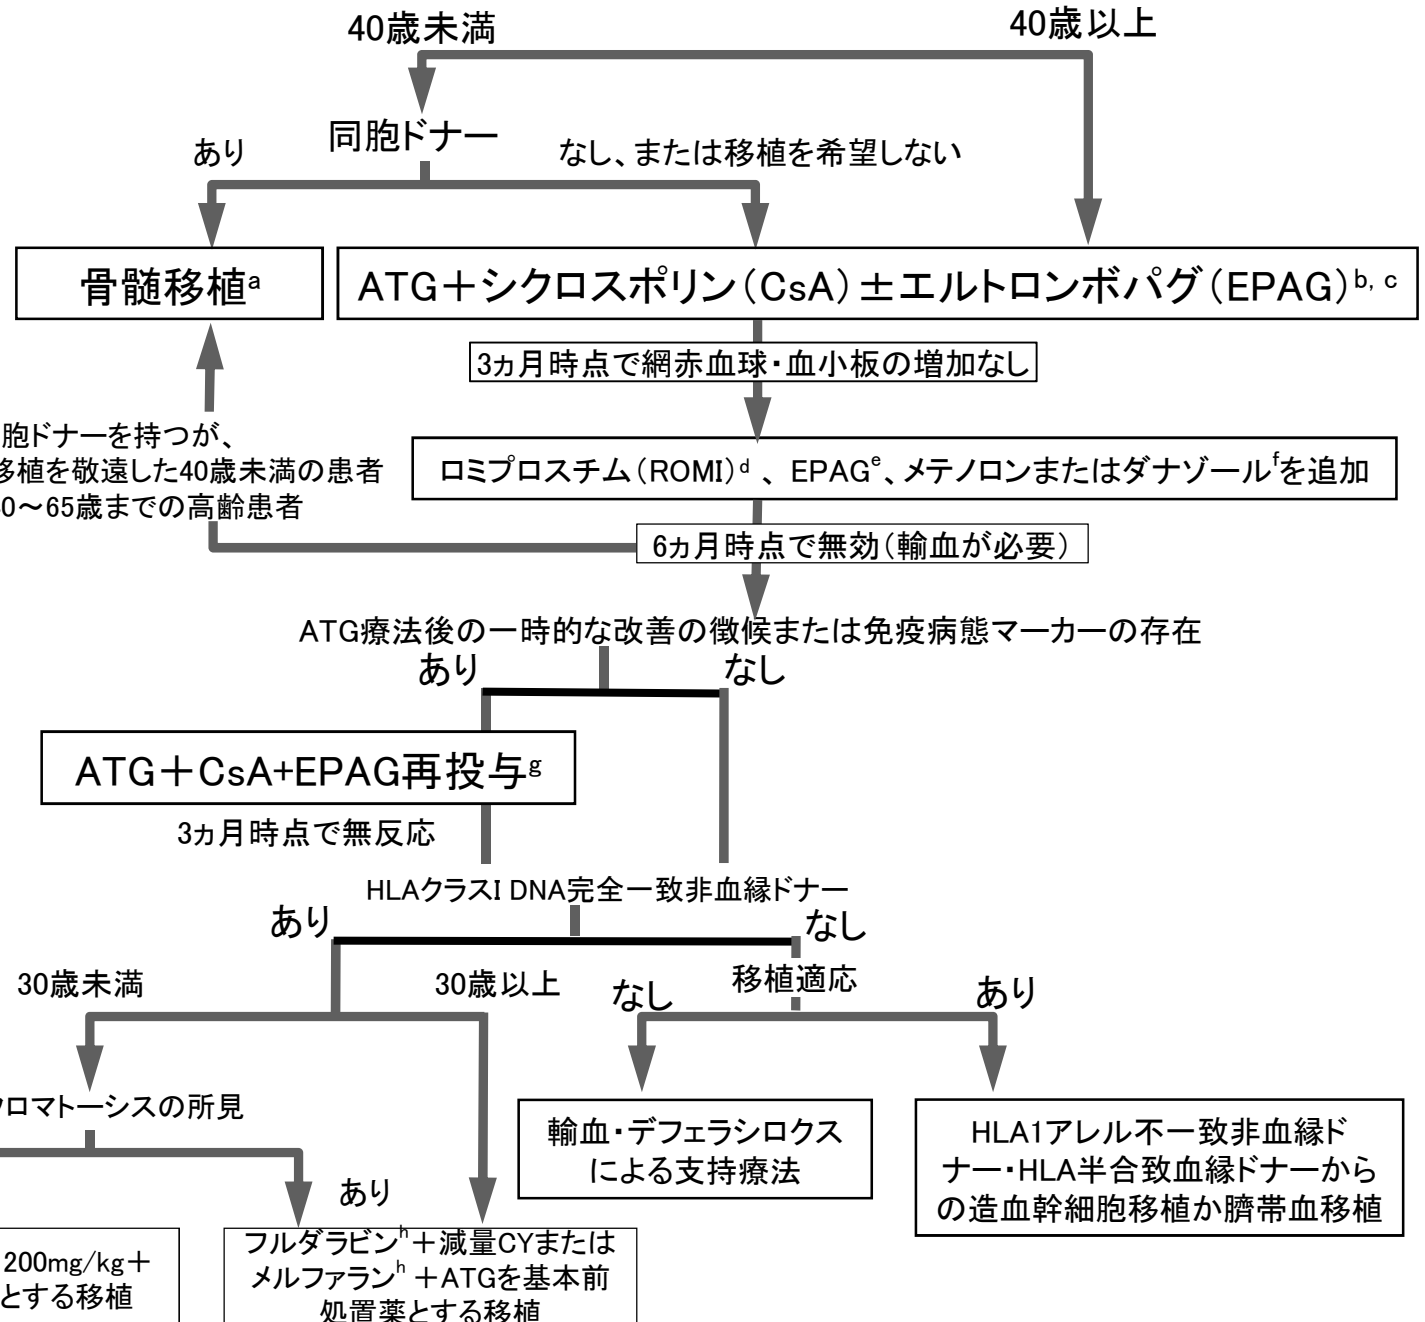 40歳未満
40歳以上
同胞ドナー
あり
なし、または移植を希望しない
骨髄移植a
ATG＋シクロスポリン（CsA）±エルトロンボパグ（EPAG）b, c
3ヵ月時点で網赤血球・血小板の増加なし
胞ドナーを持つが、
移植を敬遠した40歳未満の患者
0～65歳までの高齢患者
ロミプロスチム（ROMI）d 、EPAGe、メテノロンまたはダナゾールfを追加
6ヵ月時点で無効（輸血が必要）
ATG療法後の一時的な改善の徴候または免疫病態マーカーの存在
あり
なし
ATG＋CsA+EPAG再投与g
3ヵ月時点で無反応
HLAクラスI DNA完全一致非血縁ドナー
あり
なし
30歳未満
30歳以上
移植適応
なし
あり
クロマトーシスの所見
あり
輸血・デフェラシロクス
による支持療法
HLA1アレル不一致非血縁ド
ナー・HLA半合致血縁ドナーから
の造血幹細胞移植か臍帯血移植
200mg/kg＋
とする移植
フルダラビンh＋減量CYまたは
メルファランh＋ATGを基本前
処置薬とする移植